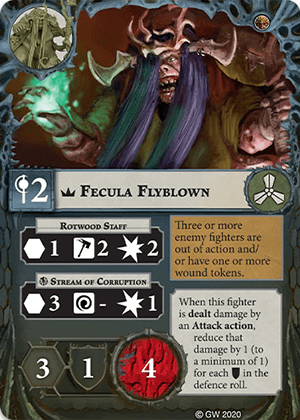 2 Fecula Flyblown
Rotwood Staff
1 2 2
Stream of Corruption
3 - 1
Three or more
enemy fighters are
out of action and/
or have one or more
wound tokens.
When this fighter
is dealt damage by
an Attack action,
reduce that
damage by 1 (to
a minimum of 1)
for each in the
defence roll.
3 1 4
© GW 2020